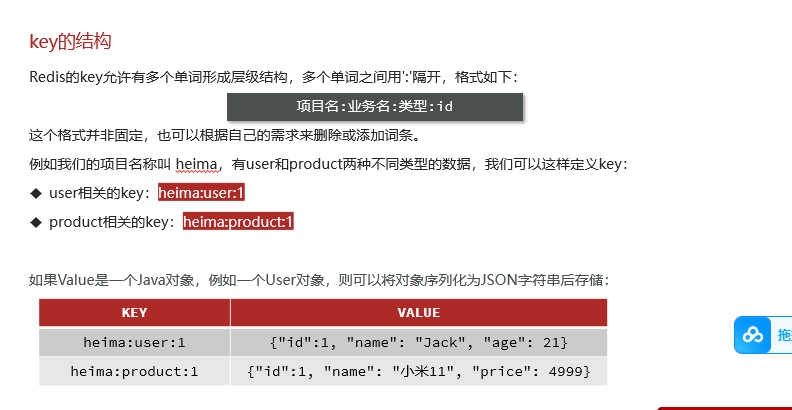 key的结构
Redis的key允许有多个单词形成层级结构，多个单词之间用':'隔开，格式如下：
项目名:业务名:类型:id
这个格式并非固定，也可以根据自己的需求来删除或添加词条。
例如我们的项目名称叫 heima，有user和product两种不同类型的数据，我们可以这样定义key：
◆ user相关的key：heima:user:1
◆ product相关的key：heima:product:1
如果Value是一个Java对象，例如一个User对象，则可以将对象序列化为JSON字符串后存储：
KEY VALUE
heima:user:1 {"id":1, "name": "Jack", "age": 21}
heima:product:1 {"id":1, "name": "小米11", "price": 4999}
拖